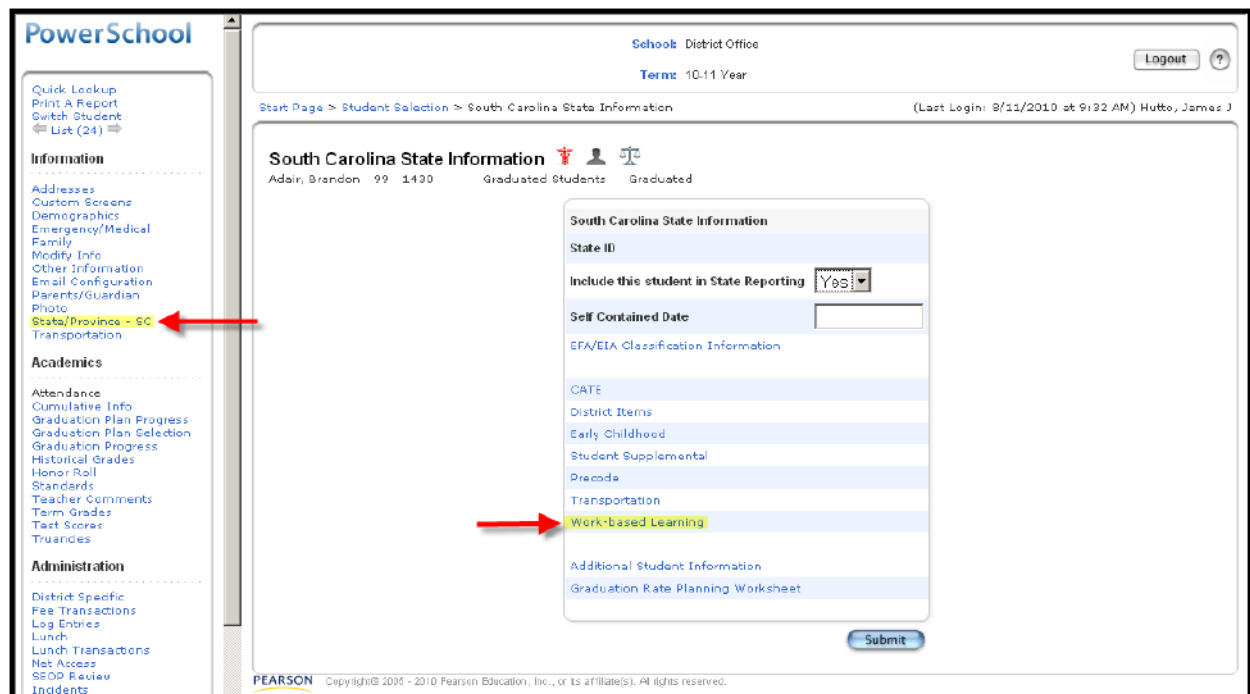 PowerSchool
Quick Lookup
Print A Report
Switch Student
List (24)
Information
Addresses
Custom Screens
Demographics
Emergency/Medical
Family
Modify Info
Other Information
Email Configuration
Parents/Guardian
Photo
State/Province - SC
Transportation
Academics
Attendance
Cumulative Info
Graduation Plan Progress
Graduation Plan Selection
Graduation Progress
Historical Grades
Honor Roll
Standards
Teacher Comments
Term Grades
Test Scores
Truancies
Administration
District Specific
Fee Transactions
Log Entries
Lunch
Lunch Transactions
Net Access
SEOP Review
Incidents
School: District Office
Term: 10-11 Year
Logout ?
Start Page > Student Selection > South Carolina State Information
(Last Login: 8/11/2010 at 9:32 AM) Hutto, James J
South Carolina State Information
Adair, Brandon 99 1430 Graduated Students Graduated
South Carolina State Information
State ID
Include this student in State Reporting Yes
Self Contained Date
EFA/EIA Classification Information
CATE
District Items
Early Childhood
Student Supplemental
Precode
Transportation
Work-based Learning
Additional Student Information
Graduation Rate Planning Worksheet
Submit
PEARSON Copyright© 2005 - 2010 Pearson Education, Inc., or its affiliate(s). All rights reserved.